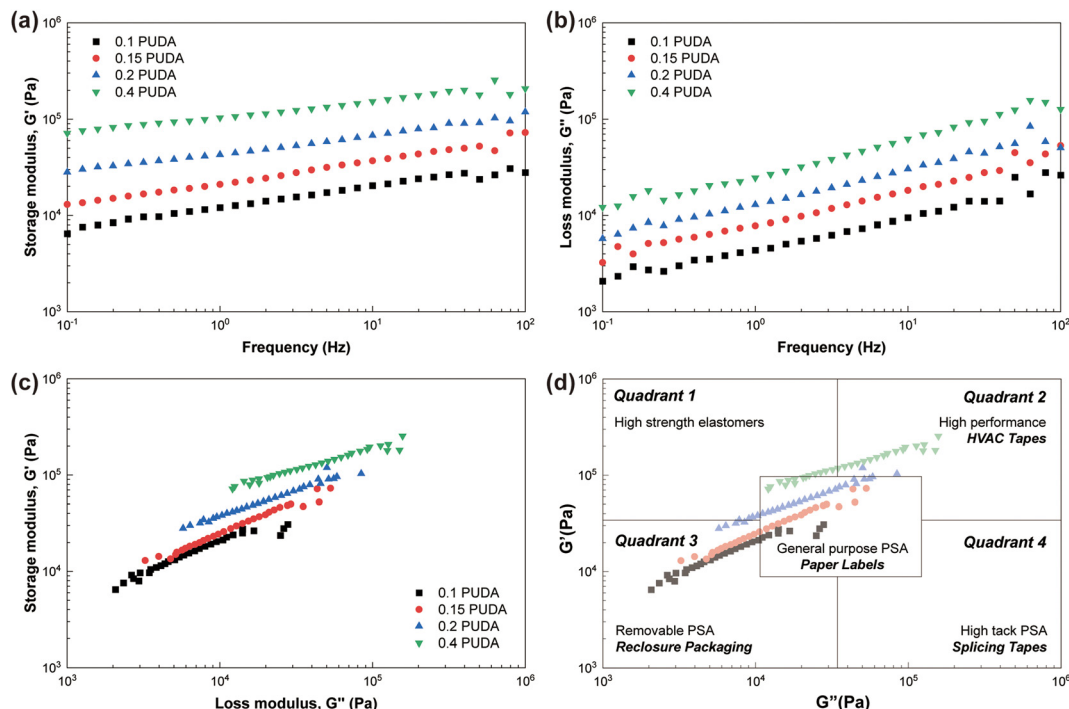 (a)
10⁶
10⁵
10⁴
10³
Storage modulus, G' (Pa)
0.1 PUDA
0.15 PUDA
0.2 PUDA
0.4 PUDA
10⁻¹
10⁰
10¹
10²
Frequency (Hz)
(b)
10⁶
10⁵
10⁴
10³
Loss modulus, G" (Pa)
0.1 PUDA
0.15 PUDA
0.2 PUDA
0.4 PUDA
10⁻¹
10⁰
10¹
10²
Frequency (Hz)
(c)
10⁶
10⁵
10⁴
10³
Storage modulus, G' (Pa)
0.1 PUDA
0.15 PUDA
0.2 PUDA
0.4 PUDA
10³
10⁴
10⁵
10⁶
Loss modulus, G" (Pa)
(d)
10⁶
10⁵
10⁴
10³
G'(Pa)
Quadrant 1
High strength elastomers
Quadrant 2
High performance
HVAC Tapes
Quadrant 3
General purpose PSA
Paper Labels
Quadrant 4
Removable PSA
Reclosure Packaging
High tack PSA
Splicing Tapes
10³
10⁴
10⁵
10⁶
G”(Pa)